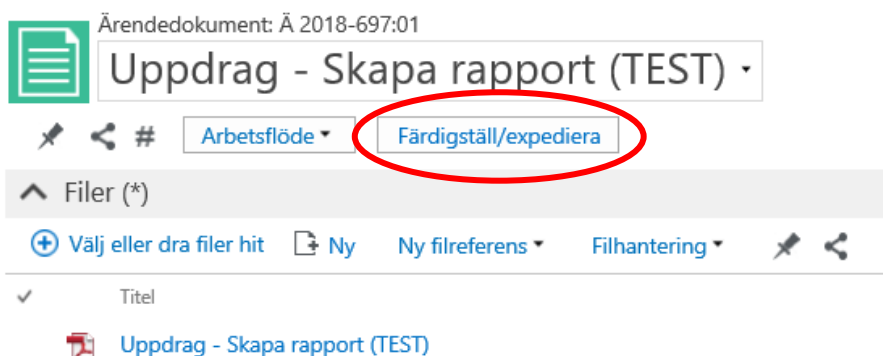 Ärendedokument: Ä 2018-697:01
Uppdrag - Skapa rapport (TEST)
# Arbetsflöde Färdigställ/expediera
Filer (*)
Välj eller dra filer hit Ny Ny filreferens Filhantering
Titel
Uppdrag - Skapa rapport (TEST)